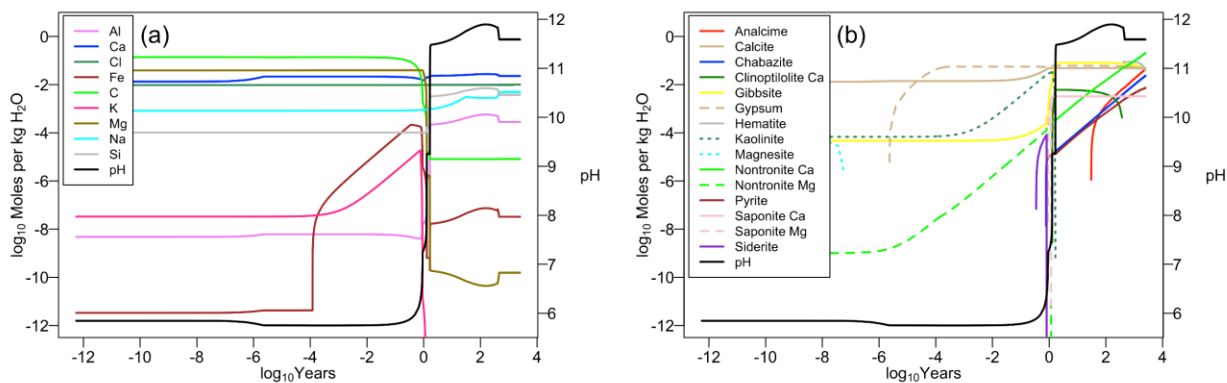 (a)
Al
Ca
Cl
Fe
C
K
Mg
Na
Si
pH
0
-2
-4
-6
-8
-10
-12
log10 Moles per kg H2O
12
11
10
9
8
7
6
pH
-12 -10 -8 -6 -4 -2 0 2 4
log10Years
(b)
Analcime
Calcite
Chabazite
Clinoptilolite Ca
Gibbsite
Gypsum
Hematite
Kaolinite
Magnesite
Nontronite Ca
Nontronite Mg
Pyrite
Saponite Ca
Saponite Mg
Siderite
pH
0
-2
-4
-6
-8
-10
-12
log10 Moles per kg H2O
12
11
10
9
8
7
6
pH
-12 -10 -8 -6 -4 -2 0 2 4
log10Years